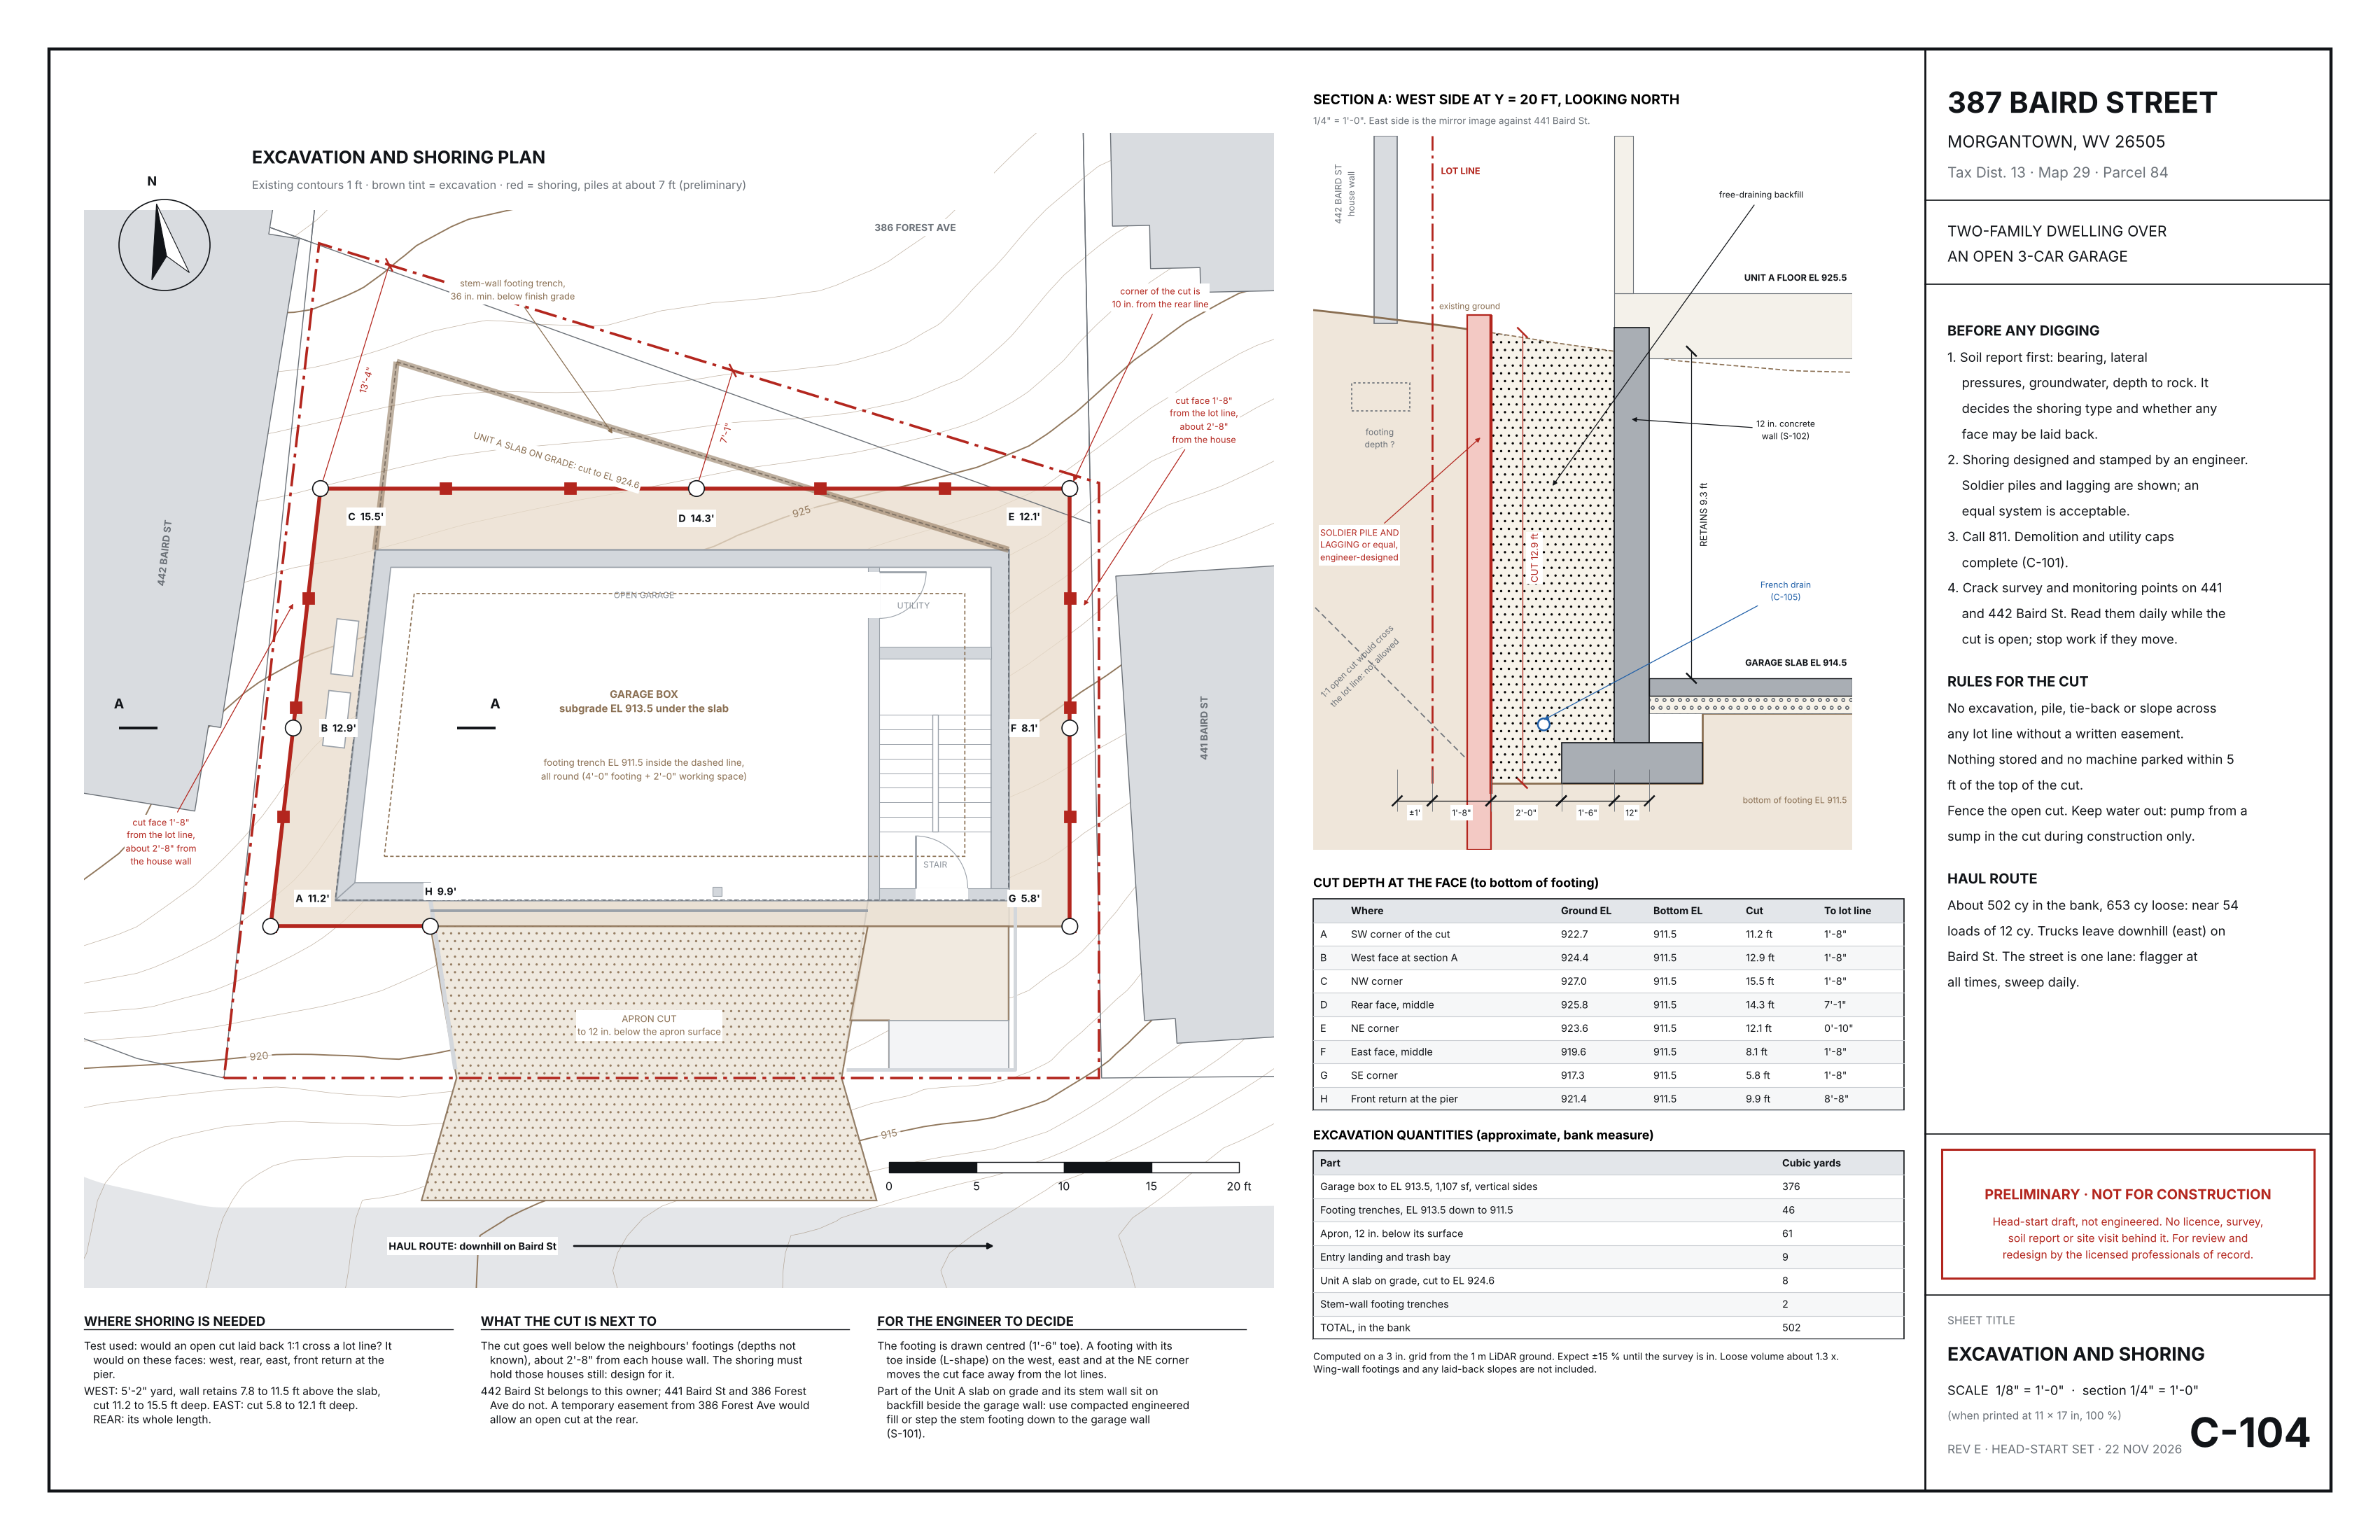 EXCAVATION AND SHORING PLAN
Existing contours 1 ft · brown tint = excavation · red = shoring, piles at about 7 ft (preliminary)
N
386 FOREST AVE
stem-wall footing trench,
36 in. min. below finish grade
corner of the cut is
10 in. from the rear line
13'-4"
7'-1"
cut face 1'-8"
from the lot line,
about 2'-8"
from the house
UNIT A SLAB ON GRADE: cut to EL 924.6
C 15.5'
D 14.3'
925
E 12.1'
442 BAIRD ST
OPEN GARAGE
UTILITY
A
A
GARAGE BOX
subgrade EL 913.5 under the slab
B 12.9'
F 8.1'
441 BAIRD ST
footing trench EL 911.5 inside the dashed line,
all round (4'-0" footing + 2'-0" working space)
cut face 1'-8"
from the lot line,
about 2'-8" from
the house wall
STAIR
A 11.2'
H 9.9'
G 5.8'
APRON CUT
to 12 in. below the apron surface
920
915
0 5 10 15 20 ft
HAUL ROUTE: downhill on Baird St
WHERE SHORING IS NEEDED
Test used: would an open cut laid back 1:1 cross a lot line? It
would on these faces: west, rear, east, front return at the
pier.
WEST: 5'-2" yard, wall retains 7.8 to 11.5 ft above the slab,
cut 11.2 to 15.5 ft deep. EAST: cut 5.8 to 12.1 ft deep.
REAR: its whole length.
WHAT THE CUT IS NEXT TO
The cut goes well below the neighbours' footings (depths not
known), about 2'-8" from each house wall. The shoring must
hold those houses still: design for it.
442 Baird St belongs to this owner; 441 Baird St and 386 Forest
Ave do not. A temporary easement from 386 Forest Ave would
allow an open cut at the rear.
FOR THE ENGINEER TO DECIDE
The footing is drawn centred (1'-6" toe). A footing with its
toe inside (L-shape) on the west, east and at the NE corner
moves the cut face away from the lot lines.
Part of the Unit A slab on grade and its stem wall sit on
backfill beside the garage wall: use compacted engineered
fill or step the stem footing down to the garage wall
(S-101).
SECTION A: WEST SIDE AT Y = 20 FT, LOOKING NORTH
1/4" = 1'-0". East side is the mirror image against 441 Baird St.
442 BAIRD ST
house wall
LOT LINE
free-draining backfill
UNIT A FLOOR EL 925.5
existing ground
footing
depth ?
12 in. concrete
wall (S-102)
RETAINS 9.3 ft
SOLDIER PILE AND
LAGGING or equal,
engineer-designed
CUT 12.9 ft
French drain
(C-105)
1:1 open cut would cross
the lot line: not allowed
GARAGE SLAB EL 914.5
bottom of footing EL 911.5
±1' 1'-8" 2'-0" 1'-6" 12"
CUT DEPTH AT THE FACE (to bottom of footing)
Where Ground EL Bottom EL Cut To lot line
A SW corner of the cut 922.7 911.5 11.2 ft 1'-8"
B West face at section A 924.4 911.5 12.9 ft 1'-8"
C NW corner 927.0 911.5 15.5 ft 1'-8"
D Rear face, middle 925.8 911.5 14.3 ft 7'-1"
E NE corner 923.6 911.5 12.1 ft 0'-10"
F East face, middle 919.6 911.5 8.1 ft 1'-8"
G SE corner 917.3 911.5 5.8 ft 1'-8"
H Front return at the pier 921.4 911.5 9.9 ft 8'-8"
EXCAVATION QUANTITIES (approximate, bank measure)
Part Cubic yards
Garage box to EL 913.5, 1,107 sf, vertical sides 376
Footing trenches, EL 913.5 down to 911.5 46
Apron, 12 in. below its surface 61
Entry landing and trash bay 9
Unit A slab on grade, cut to EL 924.6 8
Stem-wall footing trenches 2
TOTAL, in the bank 502
Computed on a 3 in. grid from the 1 m LiDAR ground. Expect ±15 % until the survey is in. Loose volume about 1.3 x.
Wing-wall footings and any laid-back slopes are not included.
387 BAIRD STREET
MORGANTOWN, WV 26505
Tax Dist. 13 · Map 29 · Parcel 84
TWO-FAMILY DWELLING OVER
AN OPEN 3-CAR GARAGE
BEFORE ANY DIGGING
1. Soil report first: bearing, lateral
pressures, groundwater, depth to rock. It
decides the shoring type and whether any
face may be laid back.
2. Shoring designed and stamped by an engineer.
Soldier piles and lagging are shown; an
equal system is acceptable.
3. Call 811. Demolition and utility caps
complete (C-101).
4. Crack survey and monitoring points on 441
and 442 Baird St. Read them daily while the
cut is open; stop work if they move.
RULES FOR THE CUT
No excavation, pile, tie-back or slope across
any lot line without a written easement.
Nothing stored and no machine parked within 5
ft of the top of the cut.
Fence the open cut. Keep water out: pump from a
sump in the cut during construction only.
HAUL ROUTE
About 502 cy in the bank, 653 cy loose: near 54
loads of 12 cy. Trucks leave downhill (east) on
Baird St. The street is one lane: flagger at
all times, sweep daily.
PRELIMINARY · NOT FOR CONSTRUCTION
Head-start draft, not engineered. No licence, survey,
soil report or site visit behind it. For review and
redesign by the licensed professionals of record.
SHEET TITLE
EXCAVATION AND SHORING
SCALE 1/8" = 1'-0" · section 1/4" = 1'-0"
(when printed at 11 × 17 in, 100 %)
REV E · HEAD-START SET · 22 NOV 2026
C-104